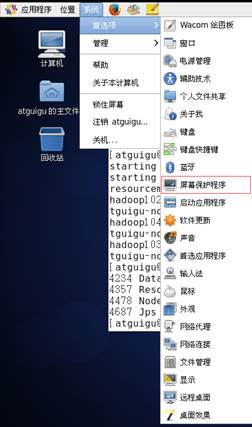 应用程序 位置 系统
首选项
管理
帮助
关于本计算机
锁住屏幕
注销 atguigu...
关机...
Wacom 绘图板
窗口
电源管理
辅助技术
个人文件共享
关于我
键盘
键盘快捷键
蓝牙
屏幕保护程序
启动应用程序
软件更新
声音
首选应用程序
输入法
鼠标
外观
网络代理
网络连接
文件管理
显示
远程桌面
桌面效果
计算机
atguigu 的主文件
回收站
[atguigu@
starting
starting
resourcem
hadoop102
tguigu-no
hadoop104
tguigu-no
hadoop103
tguigu-no
[atguigu@
4234 Data
4357 Reso
4478 Node
4687 Jps
[atguigu@